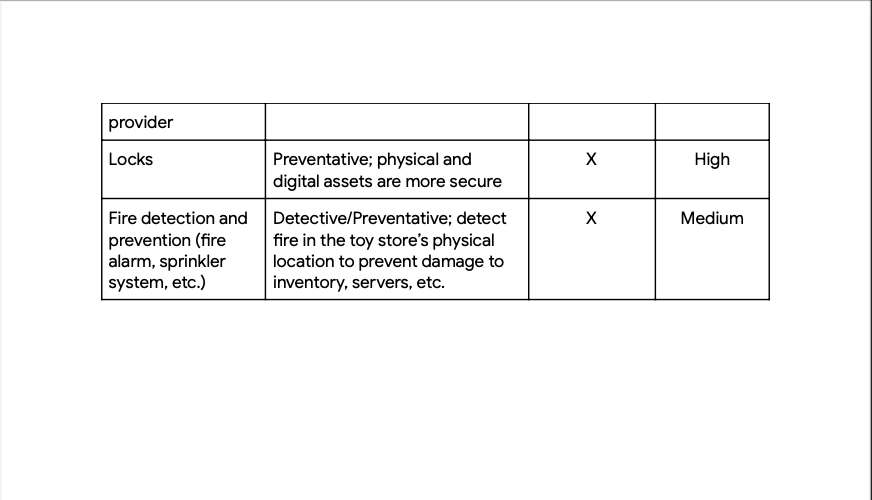 provider
Locks
Preventative; physical and
digital assets are more secure
X
High
Fire detection and
prevention (fire
alarm, sprinkler
system, etc.)
Detective/Preventative; detect
fire in the toy store’s physical
location to prevent damage to
inventory, servers, etc.
X
Medium